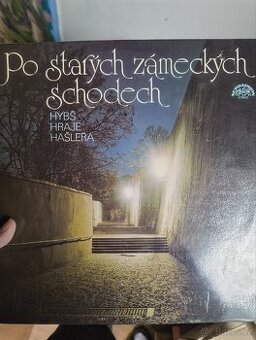 Po starých zámeckých
schodech
HYBŠ
HRAJE
HAŠLERA